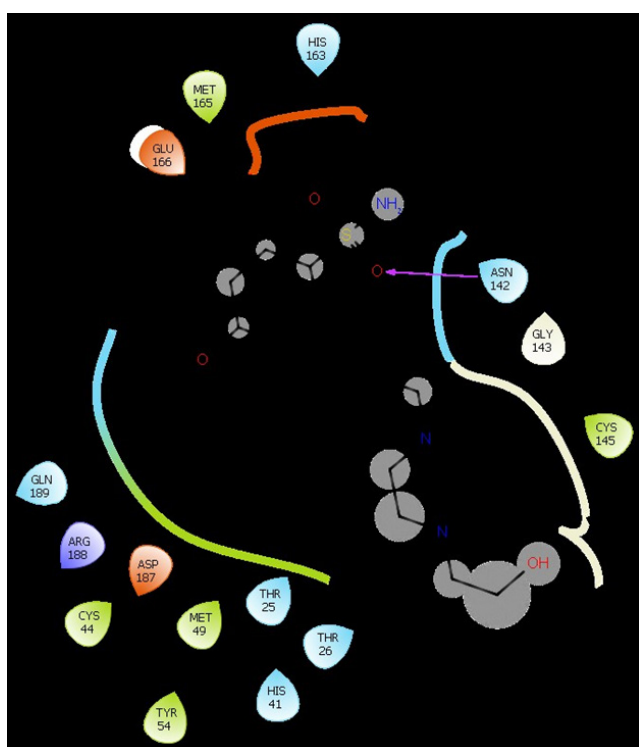 HIS
163
MET
165
GLU
166
O
NH2
S
O
ASN
142
GLY
143
O
CYS
145
N
GLN
189
N
ARG
188
ASP
187
OH
THR
25
CYS
44
MET
49
THR
26
HIS
41
TYR
54